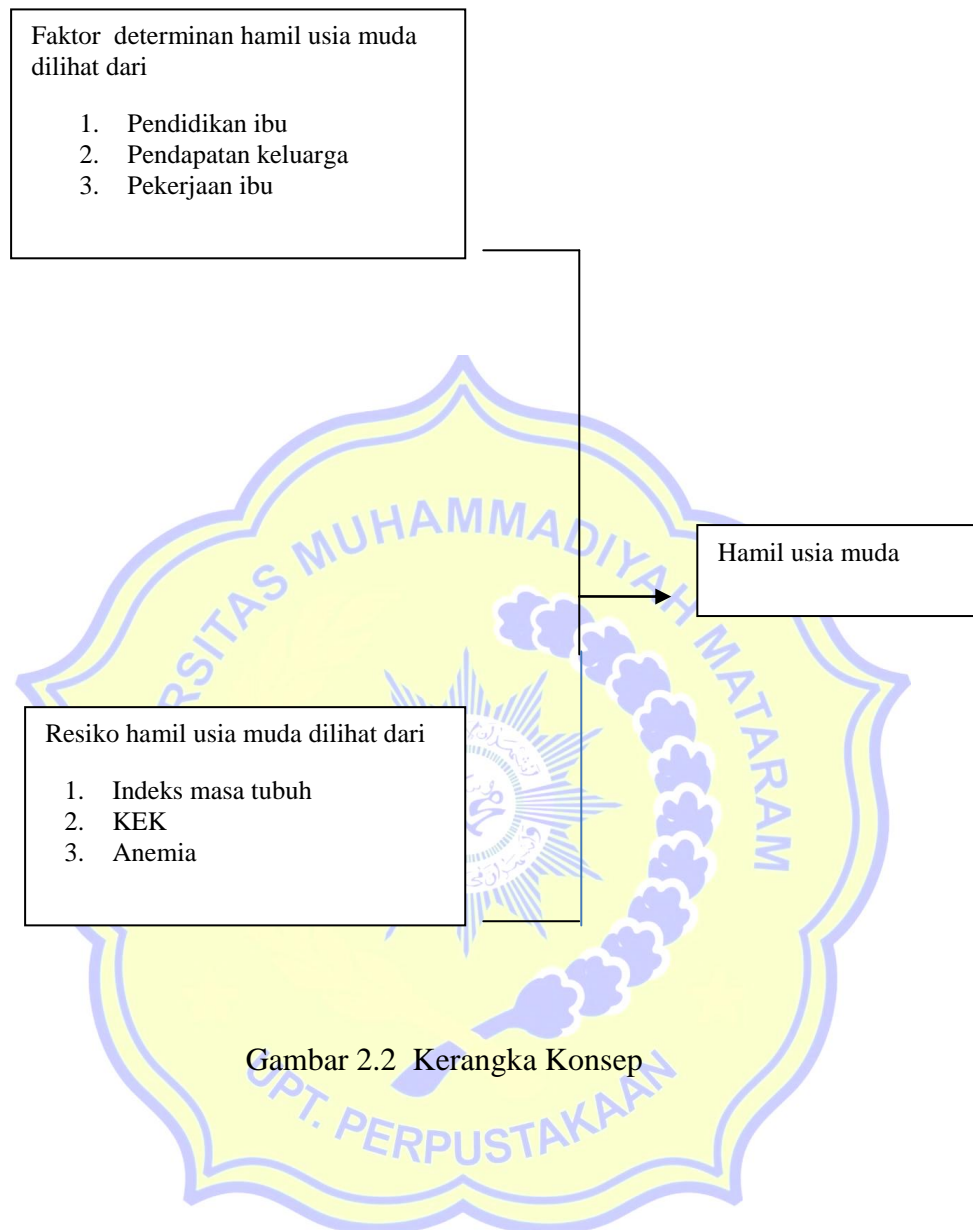 Faktor determinan hamil usia muda
dilihat dari
1. Pendidikan ibu
2. Pendapatan keluarga
3. Pekerjaan ibu
Hamil usia muda
Resiko hamil usia muda dilihat dari
1. Indeks masa tubuh
2. KEK
3. Anemia
Gambar 2.2 Kerangka Konsep
RSITAS MUHAMMADIYAH MATARAM
UPT. PERPUSTAKAAN